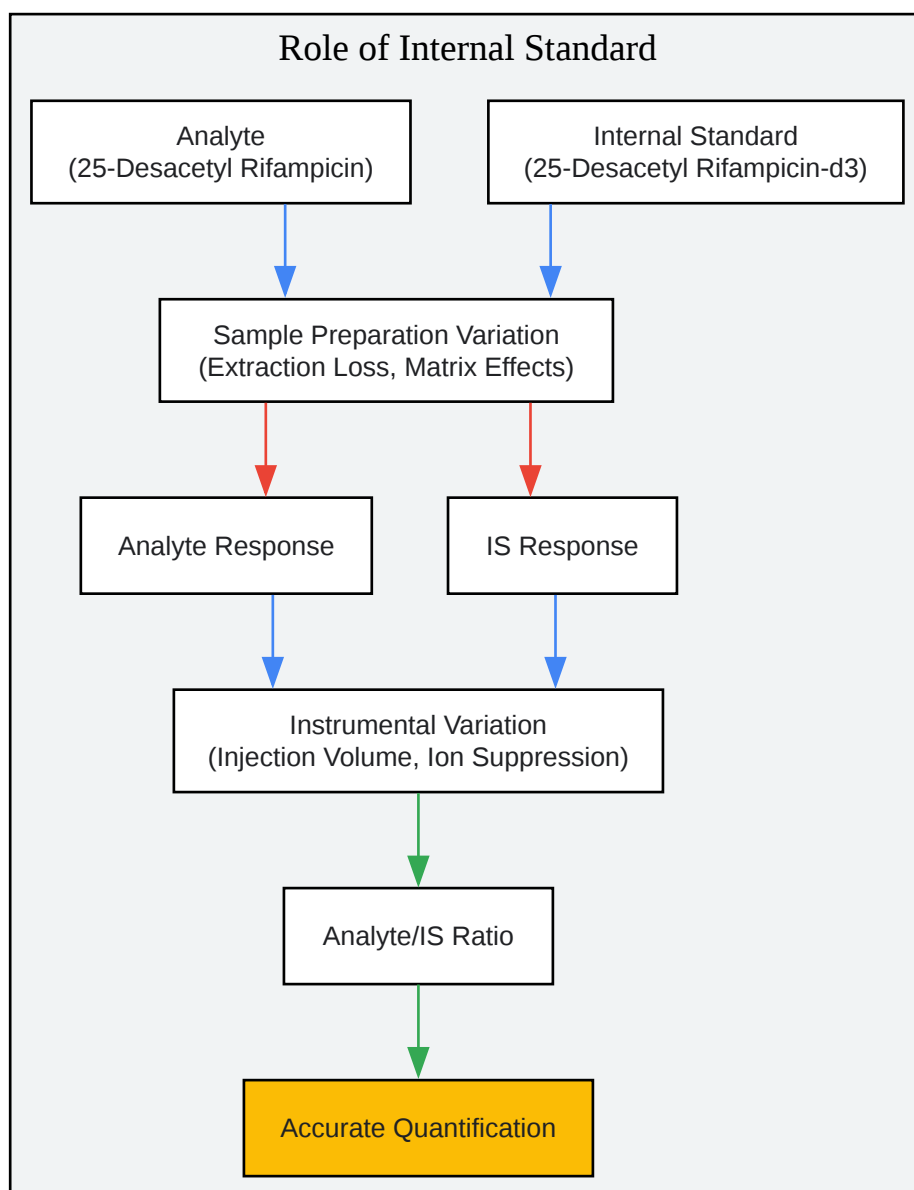 Role of Internal Standard
Analyte
(25-Desacetyl Rifampicin)
Internal Standard
(25-Desacetyl Rifampicin-d3)
Sample Preparation Variation
(Extraction Loss, Matrix Effects)
Analyte Response
IS Response
Instrumental Variation
(Injection Volume, Ion Suppression)
Analyte/IS Ratio
Accurate Quantification